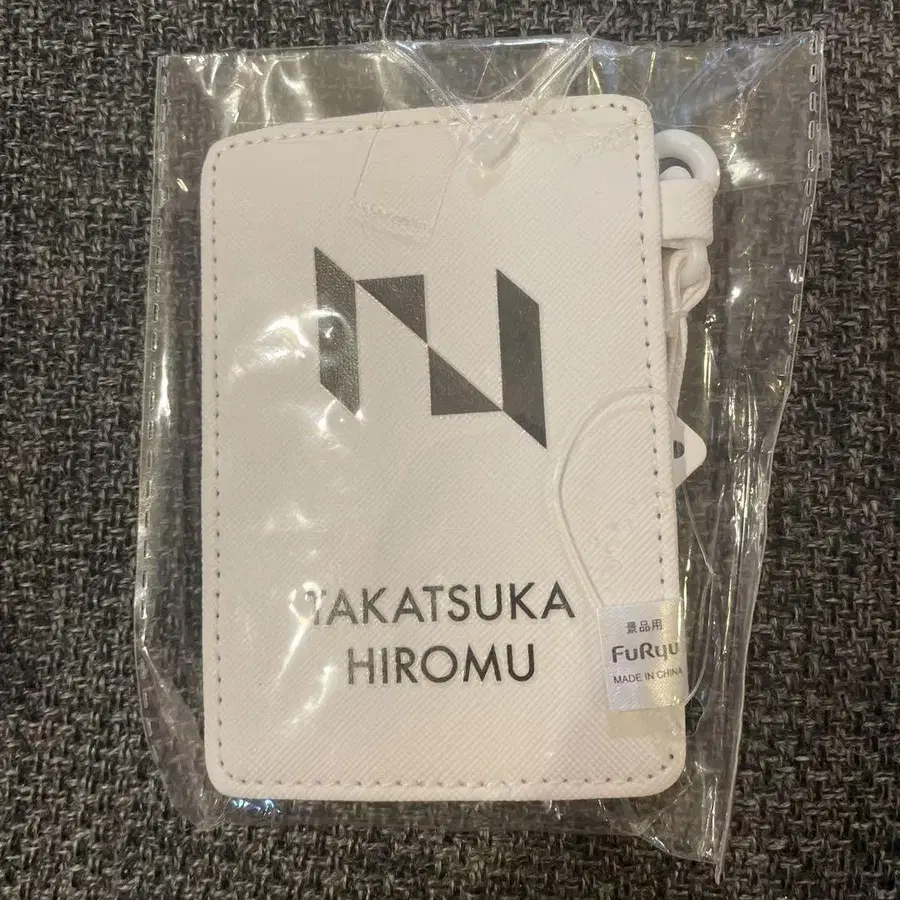 TAKATSUKA
HIROMU
景品用
FuRyu
MADE IN CHINA